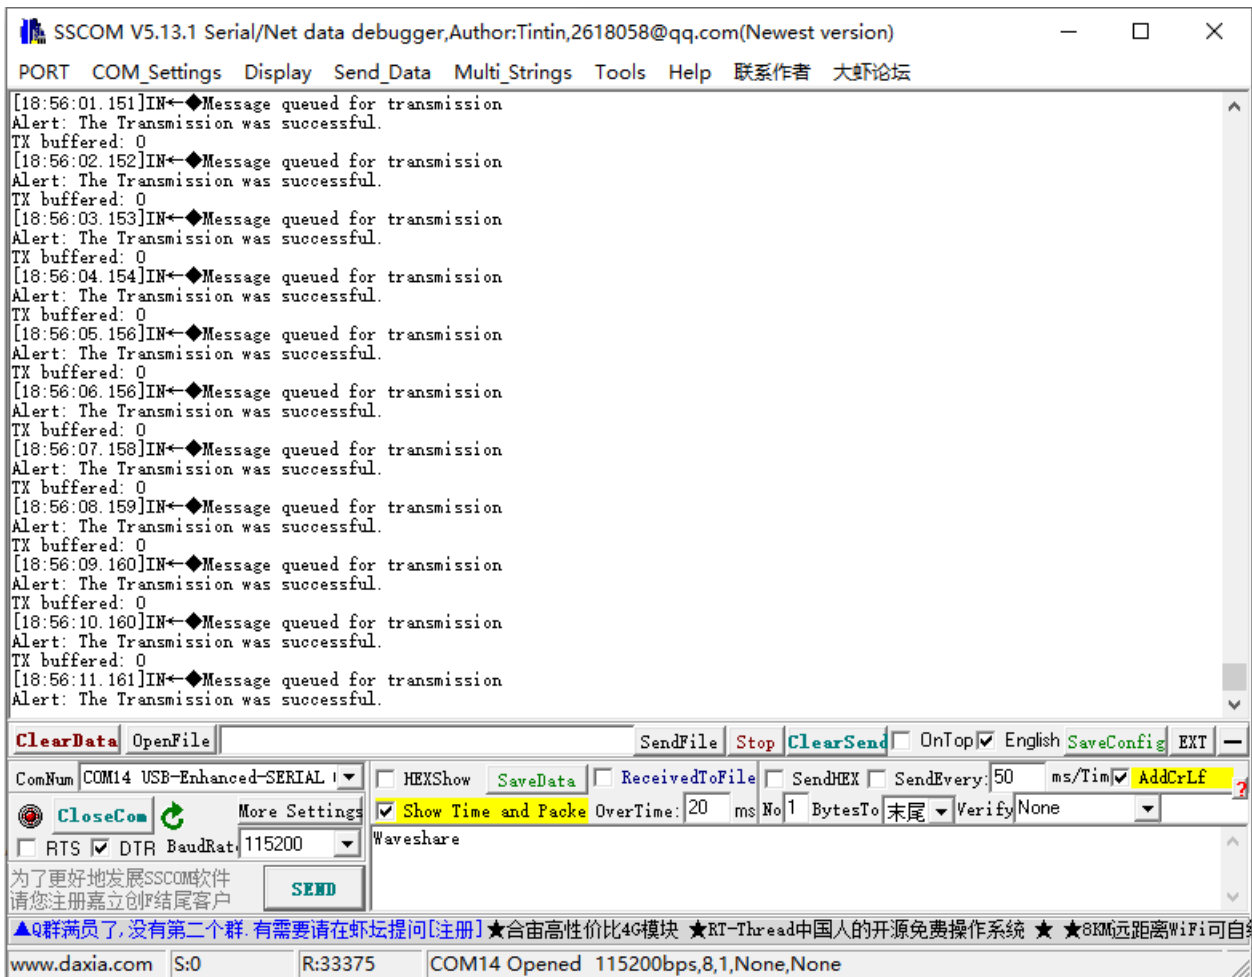 SSCOM V5.13.1 Serial/Net data debugger,Author:Tintin,2618058@qq.com(Newest version)
PORT COM_Settings Display Send_Data Multi_Strings Tools Help 联系作者 大虾论坛
[18:56:01.151]IN←◆Message queued for transmission
Alert: The Transmission was successful.
TX buffered: 0
[18:56:02.152]IN←◆Message queued for transmission
Alert: The Transmission was successful.
TX buffered: 0
[18:56:03.153]IN←◆Message queued for transmission
Alert: The Transmission was successful.
TX buffered: 0
[18:56:04.154]IN←◆Message queued for transmission
Alert: The Transmission was successful.
TX buffered: 0
[18:56:05.156]IN←◆Message queued for transmission
Alert: The Transmission was successful.
TX buffered: 0
[18:56:06.156]IN←◆Message queued for transmission
Alert: The Transmission was successful.
TX buffered: 0
[18:56:07.158]IN←◆Message queued for transmission
Alert: The Transmission was successful.
TX buffered: 0
[18:56:08.159]IN←◆Message queued for transmission
Alert: The Transmission was successful.
TX buffered: 0
[18:56:09.160]IN←◆Message queued for transmission
Alert: The Transmission was successful.
TX buffered: 0
[18:56:10.160]IN←◆Message queued for transmission
Alert: The Transmission was successful.
TX buffered: 0
[18:56:11.161]IN←◆Message queued for transmission
Alert: The Transmission was successful.
ClearData OpenFile SendFile Stop ClearSend OnTop English SaveConfig EXT —
ComNum COM14 USB-Enhanced-SERIAL HEXShow SaveData ReceivedToFile SendHEX SendEvery: 50 ms/Tim AddCrLf ?
CloseCom More Settings Show Time and Packe OverTime: 20 ms No 1 BytesTo 末尾 Verify None
RTS DTR BaudRat 115200 Waveshare
为了更好地发展SSCOM软件
请您注册嘉立创F结尾客户 SEND
▲Q群满员了,没有第二个群.有需要请在虾坛提问[注册] ★合宙高性价比4G模块 ★RT-Thread中国人的开源免费操作系统 ★ ★8KM远距离WiFi可自
www.daxia.com S:0 R:33375 COM14 Opened 115200bps,8,1,None,None